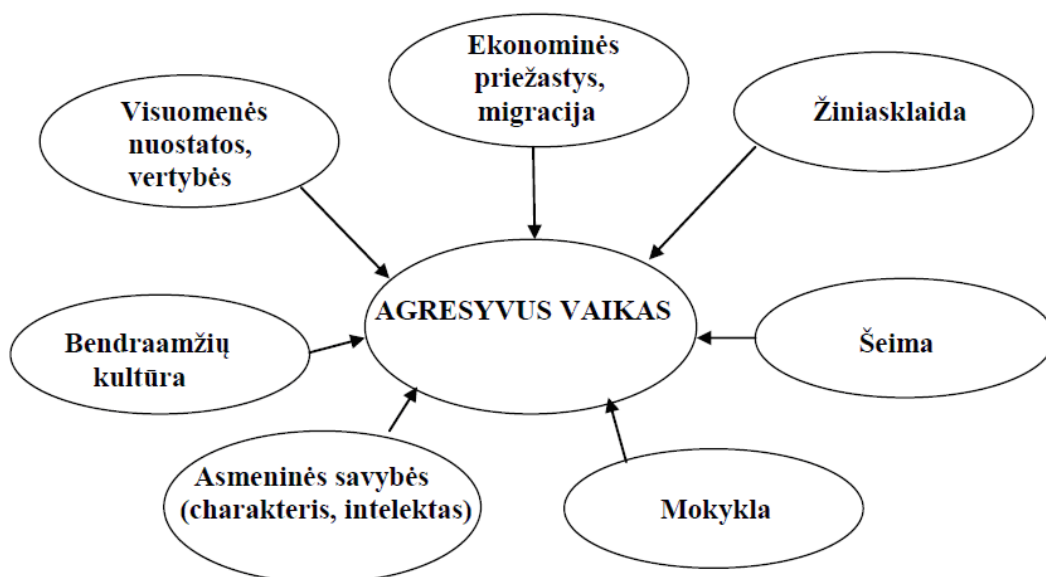 Ekonominės
priežastys,
migracija
Visuomenės
nuostatos,
vertybės
Žiniasklaida
AGRESYVUS VAIKAS
Bendraamžių
kultūra
Šeima
Asmeninės savybės
(charakteris, intelektas)
Mokykla